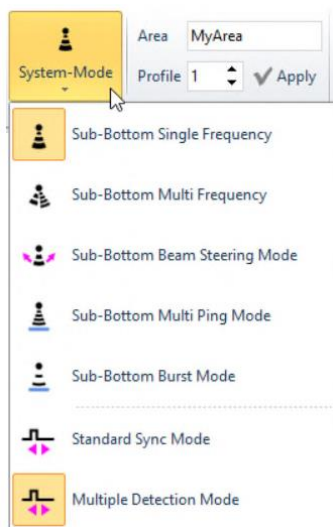 Area MyArea
System-Mode Profile 1 Apply
Sub-Bottom Single Frequency
Sub-Bottom Multi Frequency
Sub-Bottom Beam Steering Mode
Sub-Bottom Multi Ping Mode
Sub-Bottom Burst Mode
Standard Sync Mode
Multiple Detection Mode